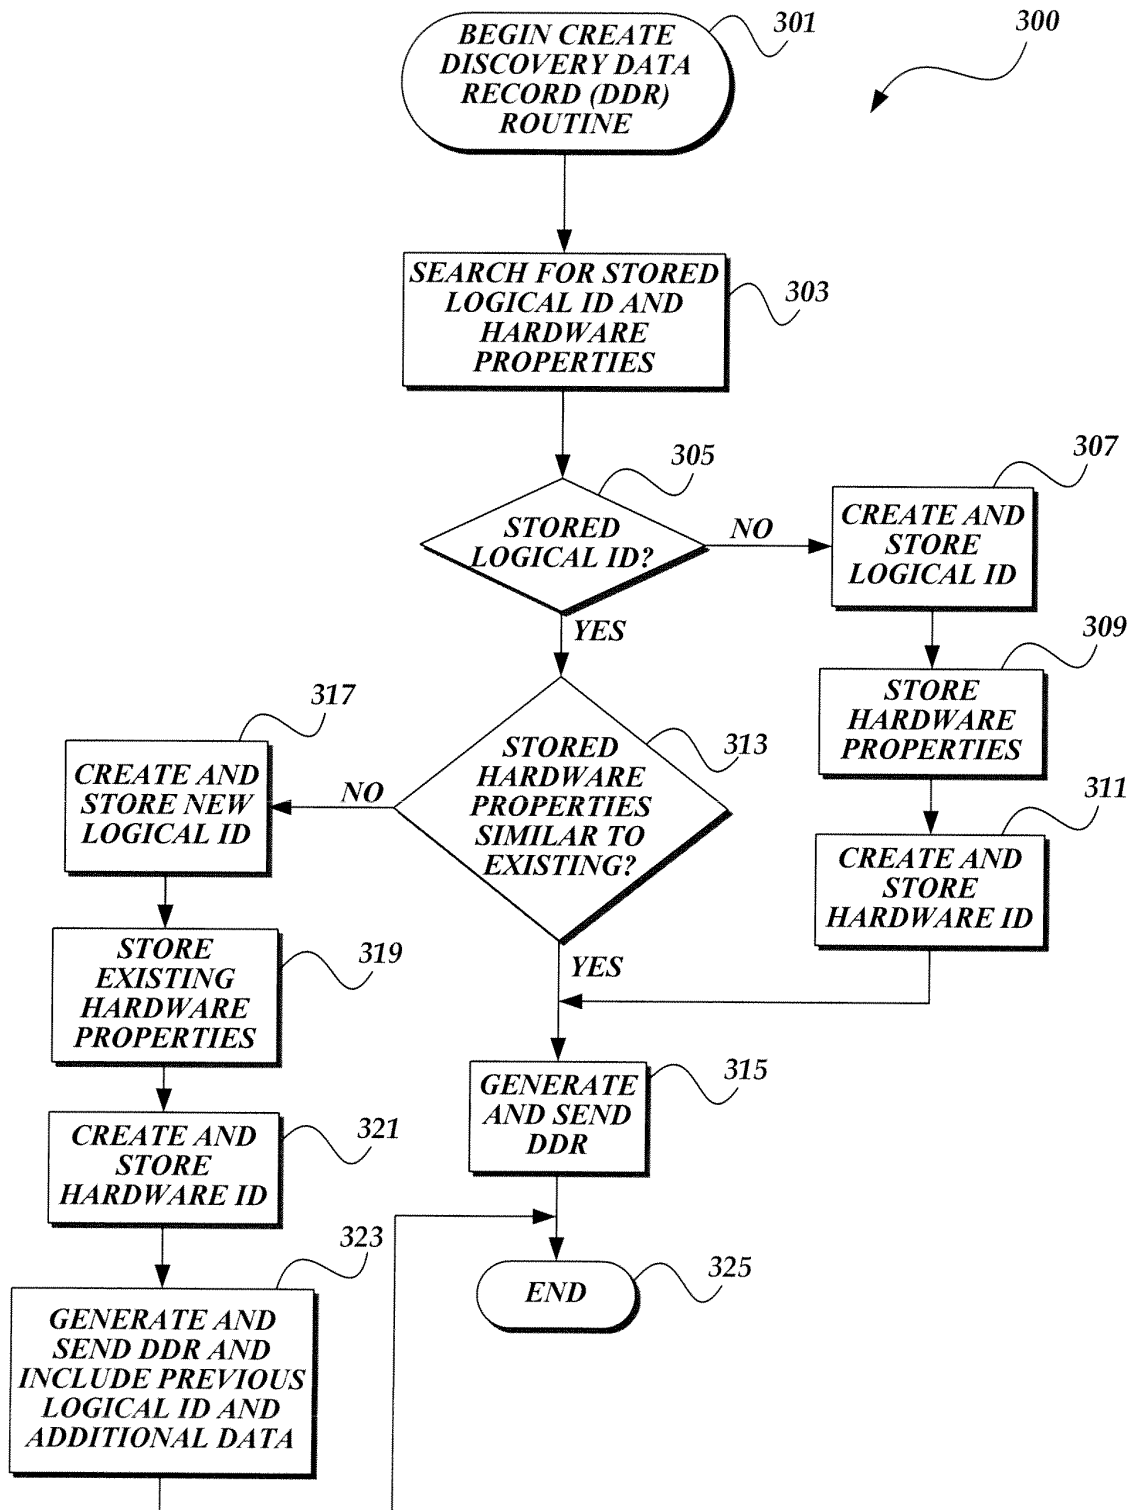 BEGIN CREATE
DISCOVERY DATA
RECORD (DDR)
ROUTINE
301
300
SEARCH FOR STORED
LOGICAL ID AND
HARDWARE
PROPERTIES
303
305
STORED
LOGICAL ID?
NO
YES
307
CREATE AND
STORE
LOGICAL ID
309
STORE
HARDWARE
PROPERTIES
311
CREATE AND
STORE
HARDWARE ID
313
STORED
HARDWARE
PROPERTIES
SIMILAR TO
EXISTING?
NO
YES
317
CREATE AND
STORE NEW
LOGICAL ID
319
STORE
EXISTING
HARDWARE
PROPERTIES
321
CREATE AND
STORE
HARDWARE ID
323
GENERATE AND
SEND DDR AND
INCLUDE PREVIOUS
LOGICAL ID AND
ADDITIONAL DATA
315
GENERATE
AND SEND
DDR
END
325